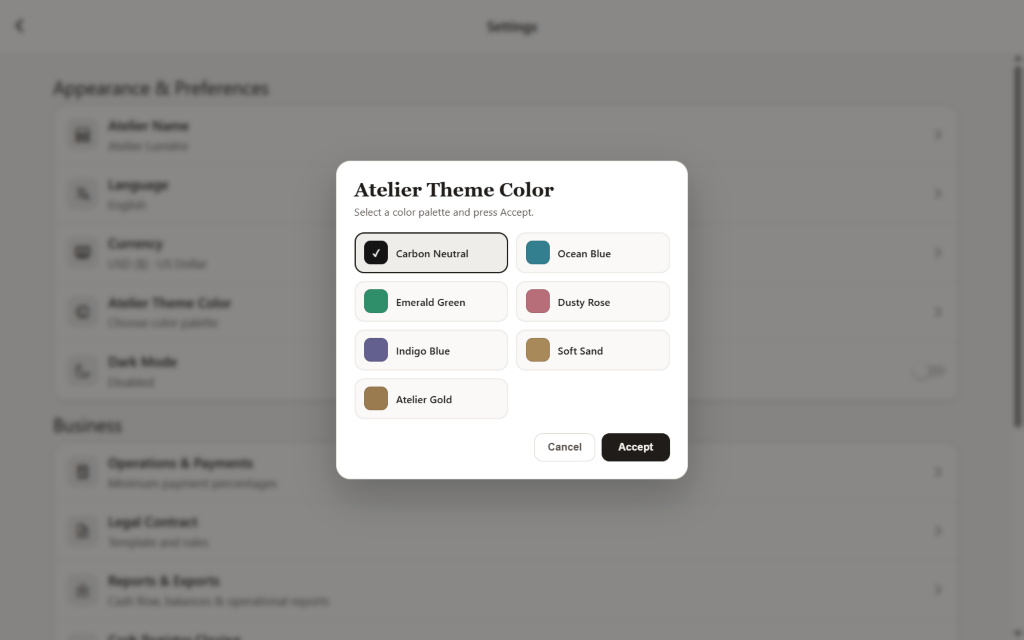 Settings
Appearance & Preferences
Atelier Name
Atelier Lumière
Language
English
Currency
USD ($) - US Dollar
Atelier Theme Color
Choose color palette
Dark Mode
Disabled
Business
Operations & Payments
Minimum payment percentages
Legal Contract
Template and rules
Reports & Exports
Cash flow, balances & operational reports
Cash Register Closing
Atelier Theme Color
Select a color palette and press Accept.
✓ Carbon Neutral
Ocean Blue
Emerald Green
Dusty Rose
Indigo Blue
Soft Sand
Atelier Gold
Cancel
Accept